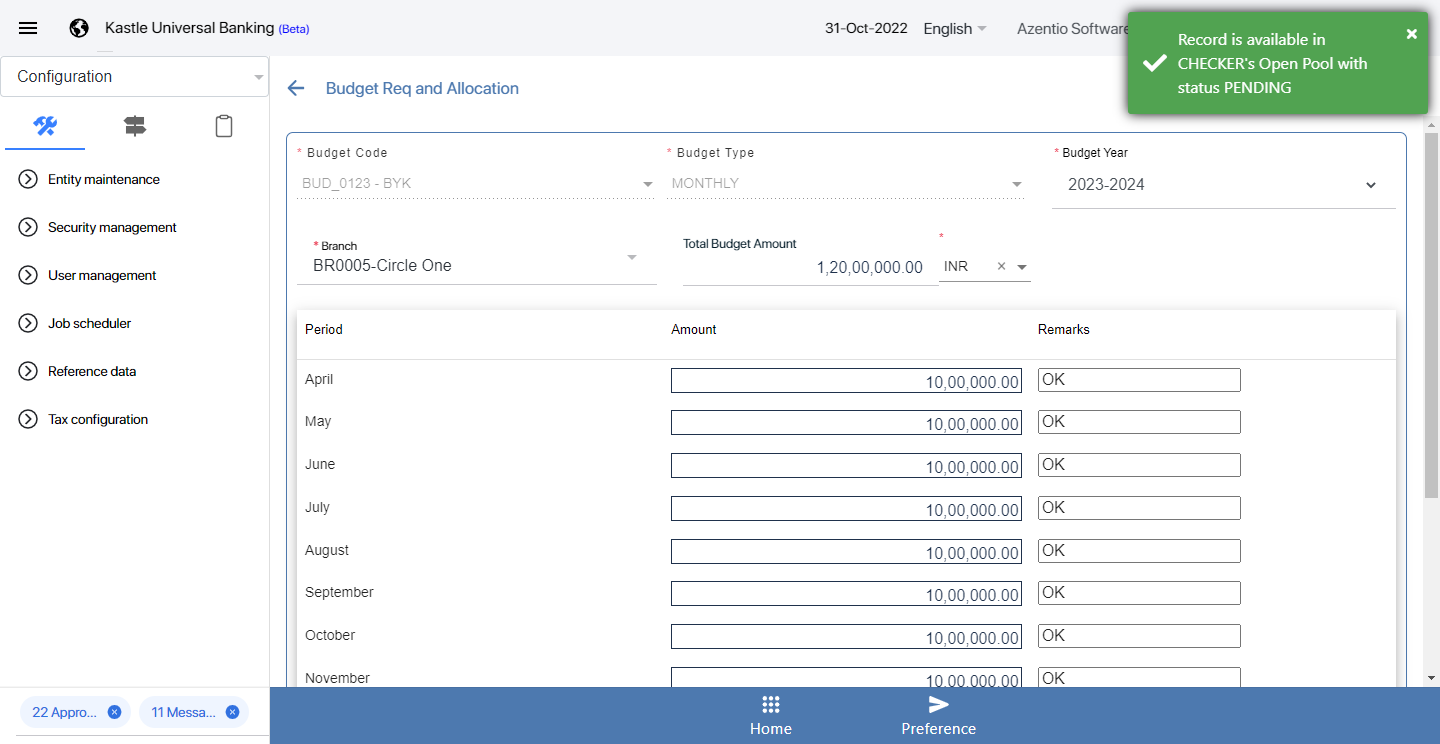 Kastle Universal Banking (Beta)
31-Oct-2022
English
Azentio Software
Record is available in
CHECKER's Open Pool with
status PENDING
Configuration
Entity maintenance
Security management
User management
Job scheduler
Reference data
Tax configuration
22 Appro...
11 Messa...
Budget Req and Allocation
* Budget Code
BUD_0123 - BYK
* Budget Type
MONTHLY
* Budget Year
2023-2024
* Branch
BR0005-Circle One
Total Budget Amount
1,20,00,000.00
*
INR
Period Amount Remarks
April 10,00,000.00 OK
May 10,00,000.00 OK
June 10,00,000.00 OK
July 10,00,000.00 OK
August 10,00,000.00 OK
September 10,00,000.00 OK
October 10,00,000.00 OK
November 10,00,000.00 OK
Home
Preference